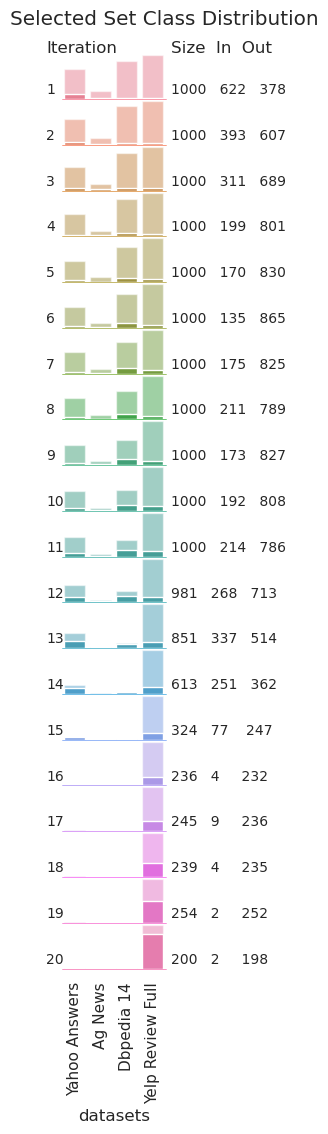 Selected Set Class Distribution
Iteration Size In Out
1 1000 622 378
2 1000 393 607
3 1000 311 689
4 1000 199 801
5 1000 170 830
6 1000 135 865
7 1000 175 825
8 1000 211 789
9 1000 173 827
10 1000 192 808
11 1000 214 786
12 981 268 713
13 851 337 514
14 613 251 362
15 324 77 247
16 236 4 232
17 245 9 236
18 239 4 235
19 254 2 252
20 200 2 198
Yahoo Answers
Ag News
Dbpedia 14
Yelp Review Full
datasets